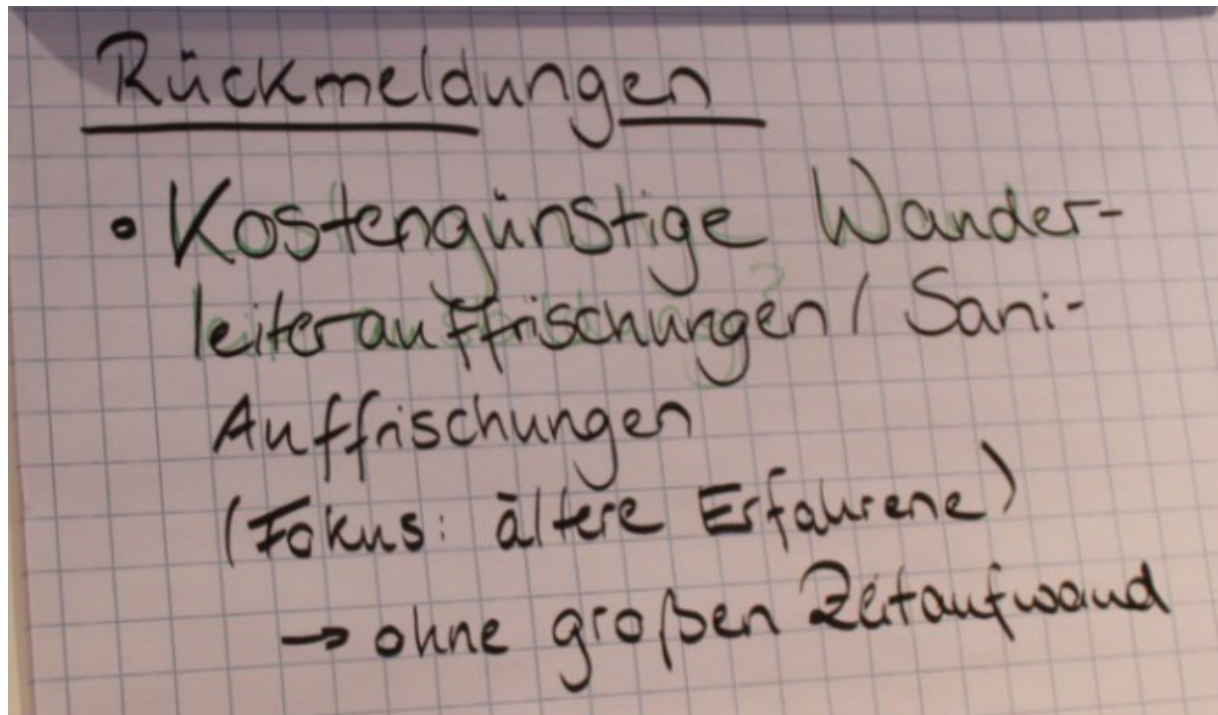 Rückmeldungen
• Kostengünstige Wander-
leiterauffrischungen / Sani-
Auffrischungen
(Fokus: ältere Erfahrene)
→ ohne großen Zeitaufwand